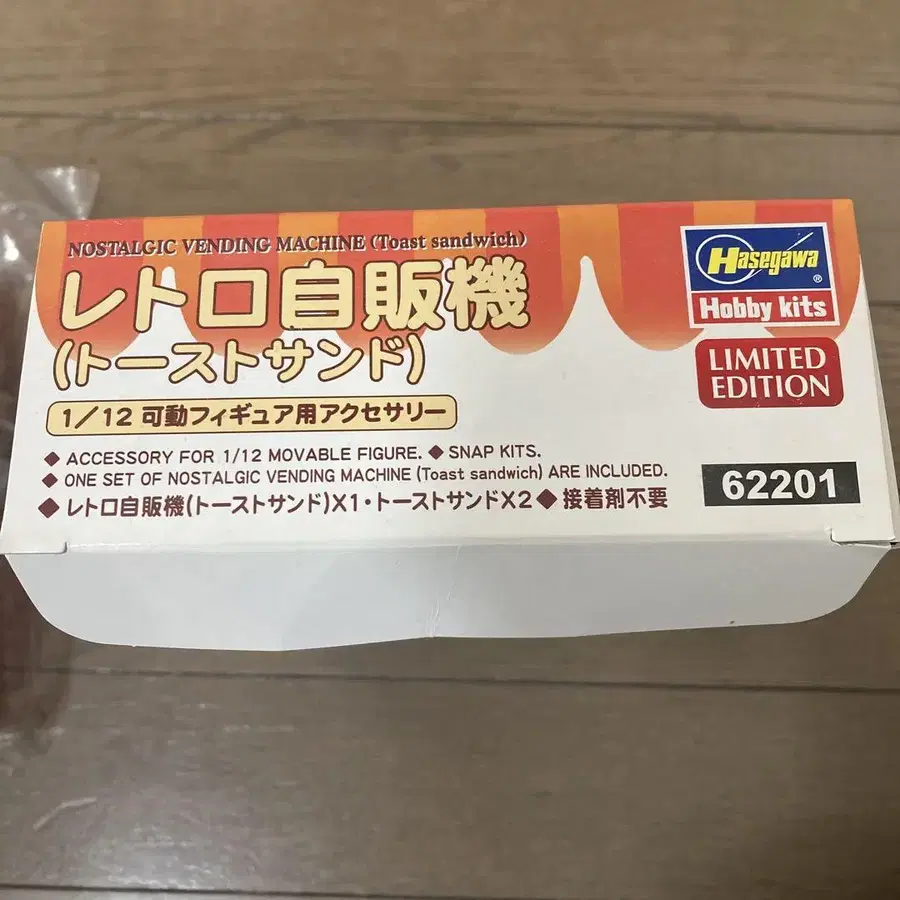 NOSTALGIC VENDING MACHINE (Toast sandwich)
レトロ自販機
(トーストサンド)
1/12 可動フィギュア用アクセサリー
◆ ACCESSORY FOR 1/12 MOVABLE FIGURE. ◆ SNAP KITS.
◆ ONE SET OF NOSTALGIC VENDING MACHINE (Toast sandwich) ARE INCLUDED.
◆ レトロ自販機(トーストサンド)X1・トーストサンドX2 ◆ 接着剤不要
Hasegawa®
Hobby kits
LIMITED
EDITION
62201